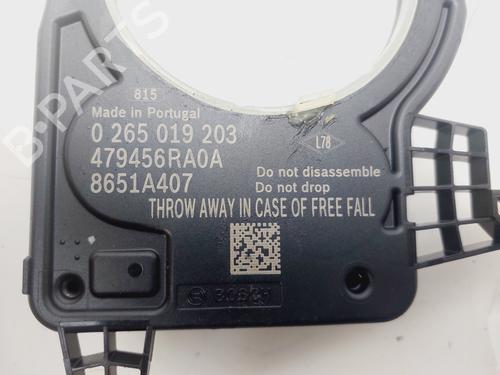 815
Made in Portugal
0 265 019 203
479456RA0A
8651A407
L78
Do not disassemble
Do not drop
THROW AWAY IN CASE OF FREE FALL
BOSCH
B-PARTS